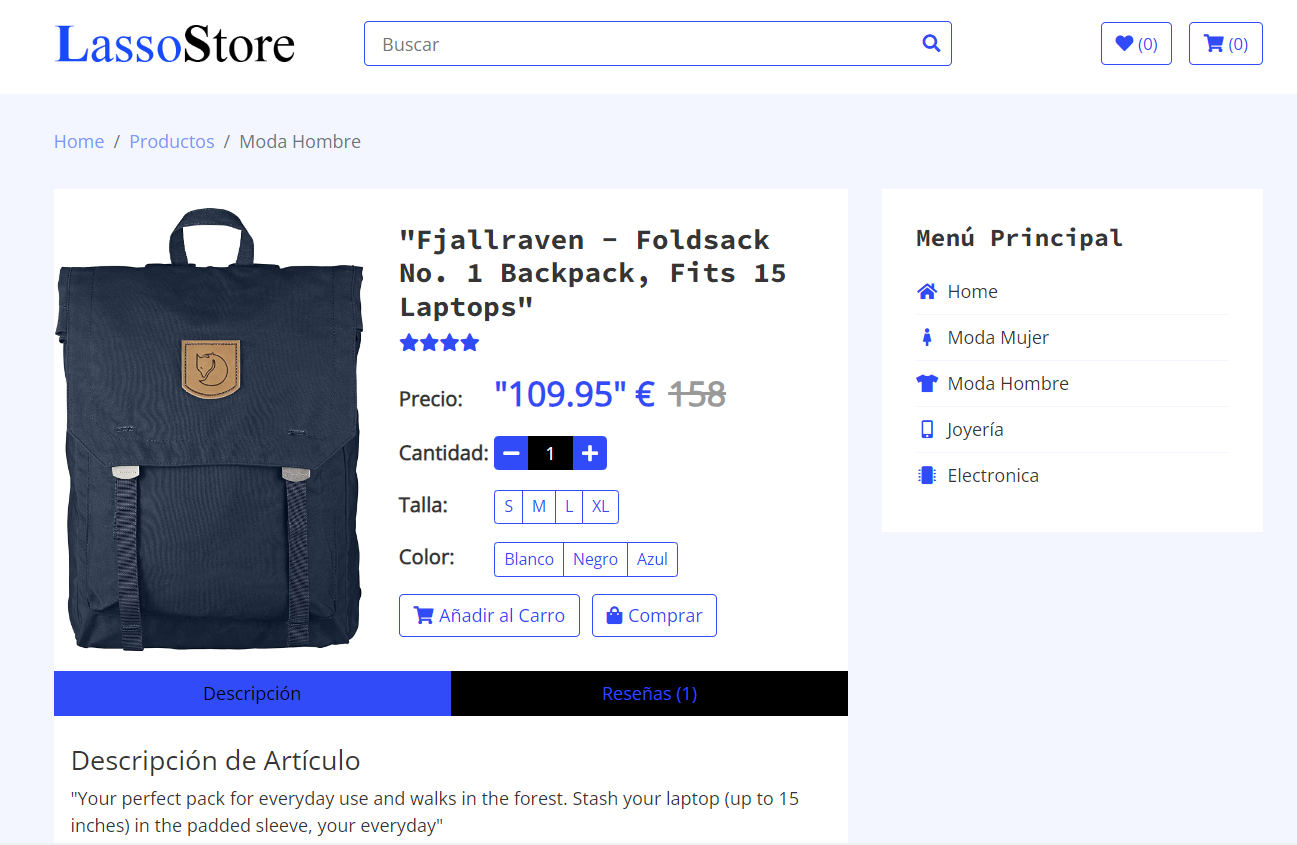 LassoStore
Buscar
(0)
(0)
Home / Productos / Moda Hombre
"Fjallraven - Foldsack
No. 1 Backpack, Fits 15
Laptops"
Precio: "109.95" € 158
Cantidad: 1
Talla: S M L XL
Color: Blanco Negro Azul
Añadir al Carro Comprar
Descripción Reseñas (1)
Descripción de Artículo
"Your perfect pack for everyday use and walks in the forest. Stash your laptop (up to 15
inches) in the padded sleeve, your everyday"
Menú Principal
Home
Moda Mujer
Moda Hombre
Joyería
Electronica